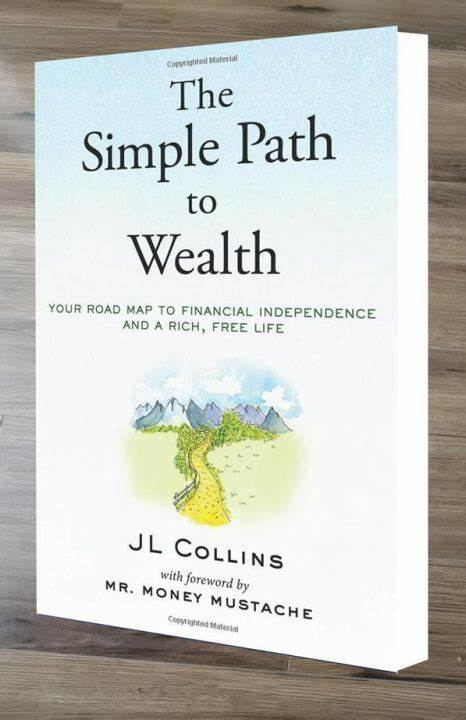 Copyrighted Material
The
Simple Path
to
Wealth
YOUR ROAD MAP TO FINANCIAL INDEPENDENCE
AND A RICH, FREE LIFE
JL COLLINS
with foreword by
MR. MONEY MUSTACHE
Copyrighted Material